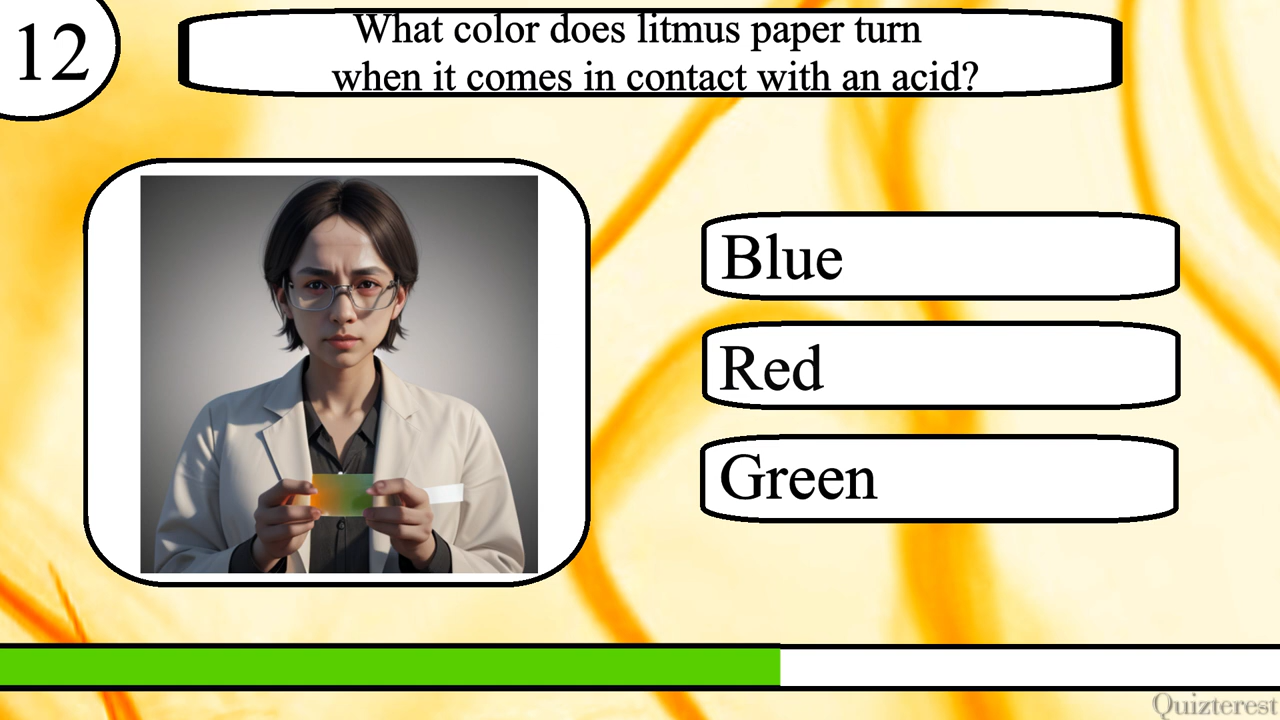 12
What color does litmus paper turn
when it comes in contact with an acid?
Blue
Red
Green
Quizterest